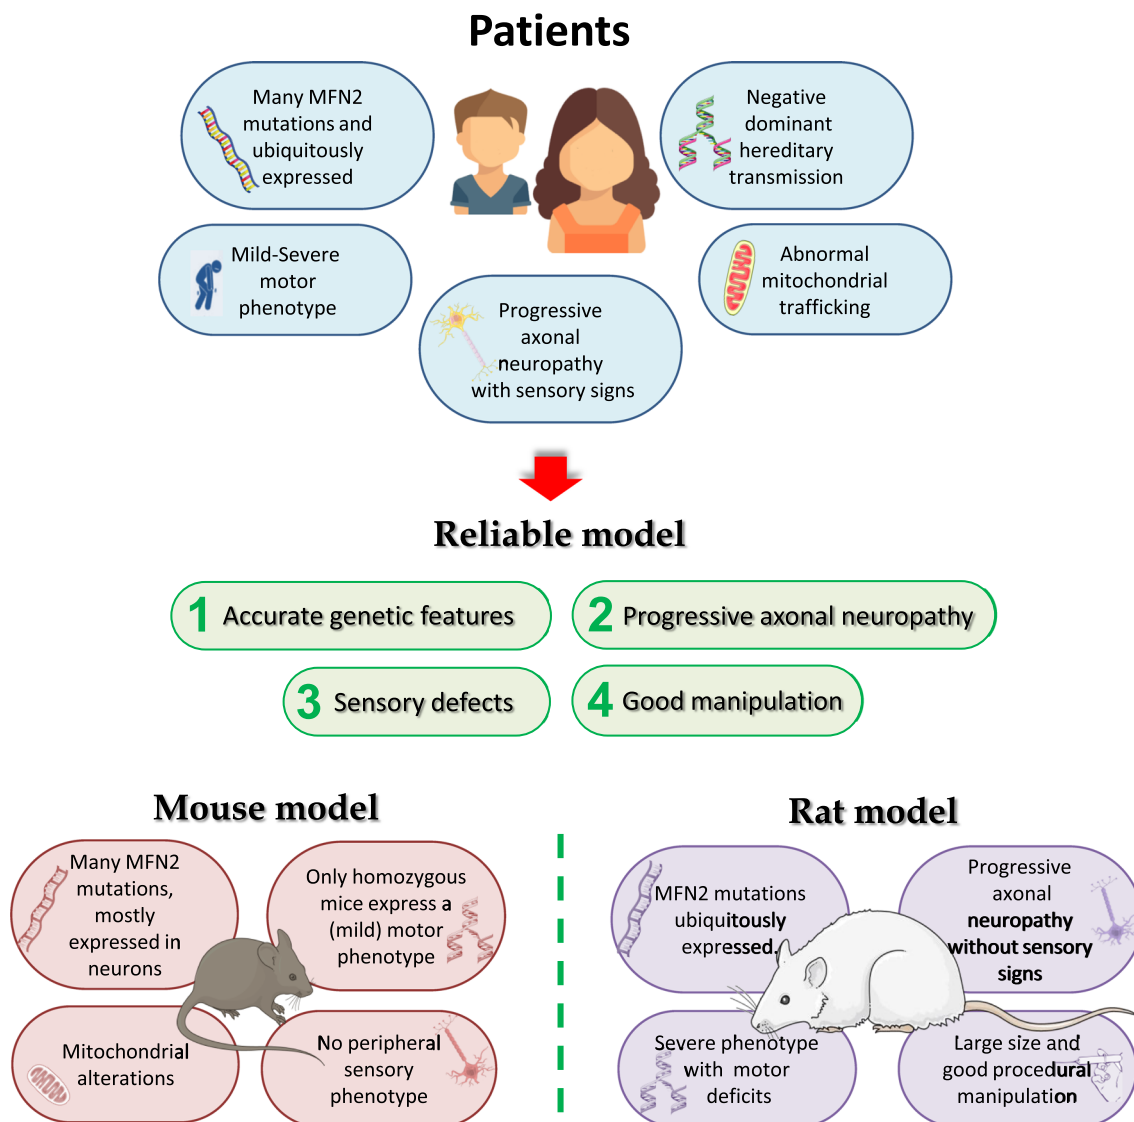 Patients
Many MFN2
mutations and
ubiquitously
expressed
Negative
dominant
hereditary
transmission
Mild-Severe
motor
phenotype
Abnormal
mitochondrial
trafficking
Progressive
axonal
neuropathy
with sensory signs
Reliable model
1 Accurate genetic features
2 Progressive axonal neuropathy
3 Sensory defects
4 Good manipulation
Mouse model
Many MFN2
mutations,
mostly
expressed in
neurons
Only homozygous
mice express a
(mild) motor
phenotype
Mitochondrial
alterations
No peripheral
sensory
phenotype
Rat model
MFN2 mutations
ubiquitously
expressed.
Progressive
axonal
neuropathy
without sensory
signs
Severe phenotype
with motor
deficits
Large size and
good procedural
manipulation